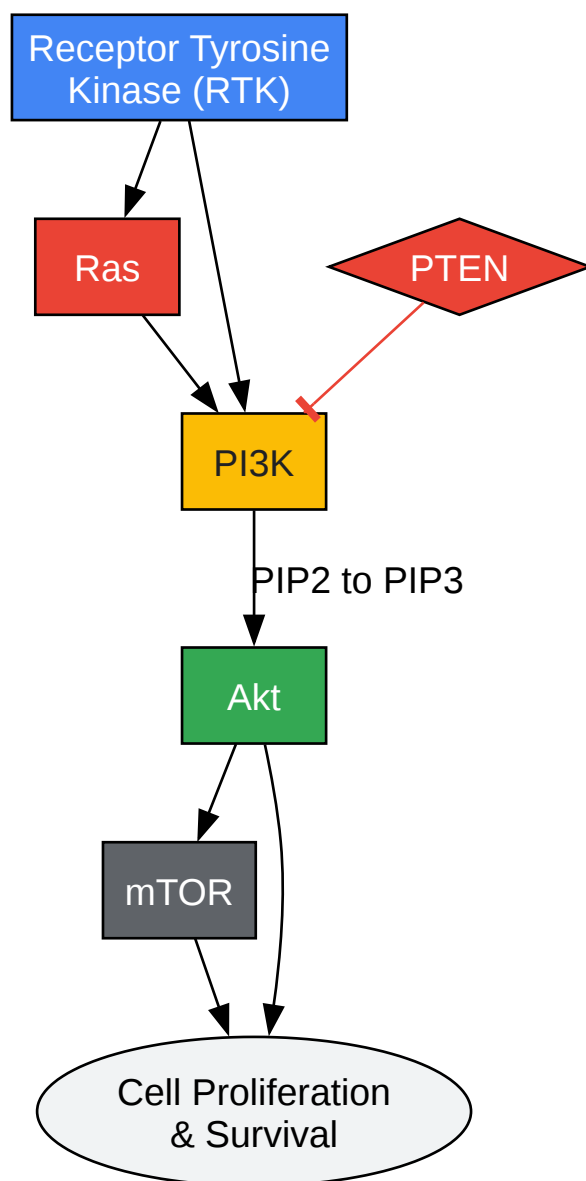 Receptor Tyrosine
Kinase (RTK)
Ras
PTEN
PI3K
PIP2 to PIP3
Akt
mTOR
Cell Proliferation
& Survival